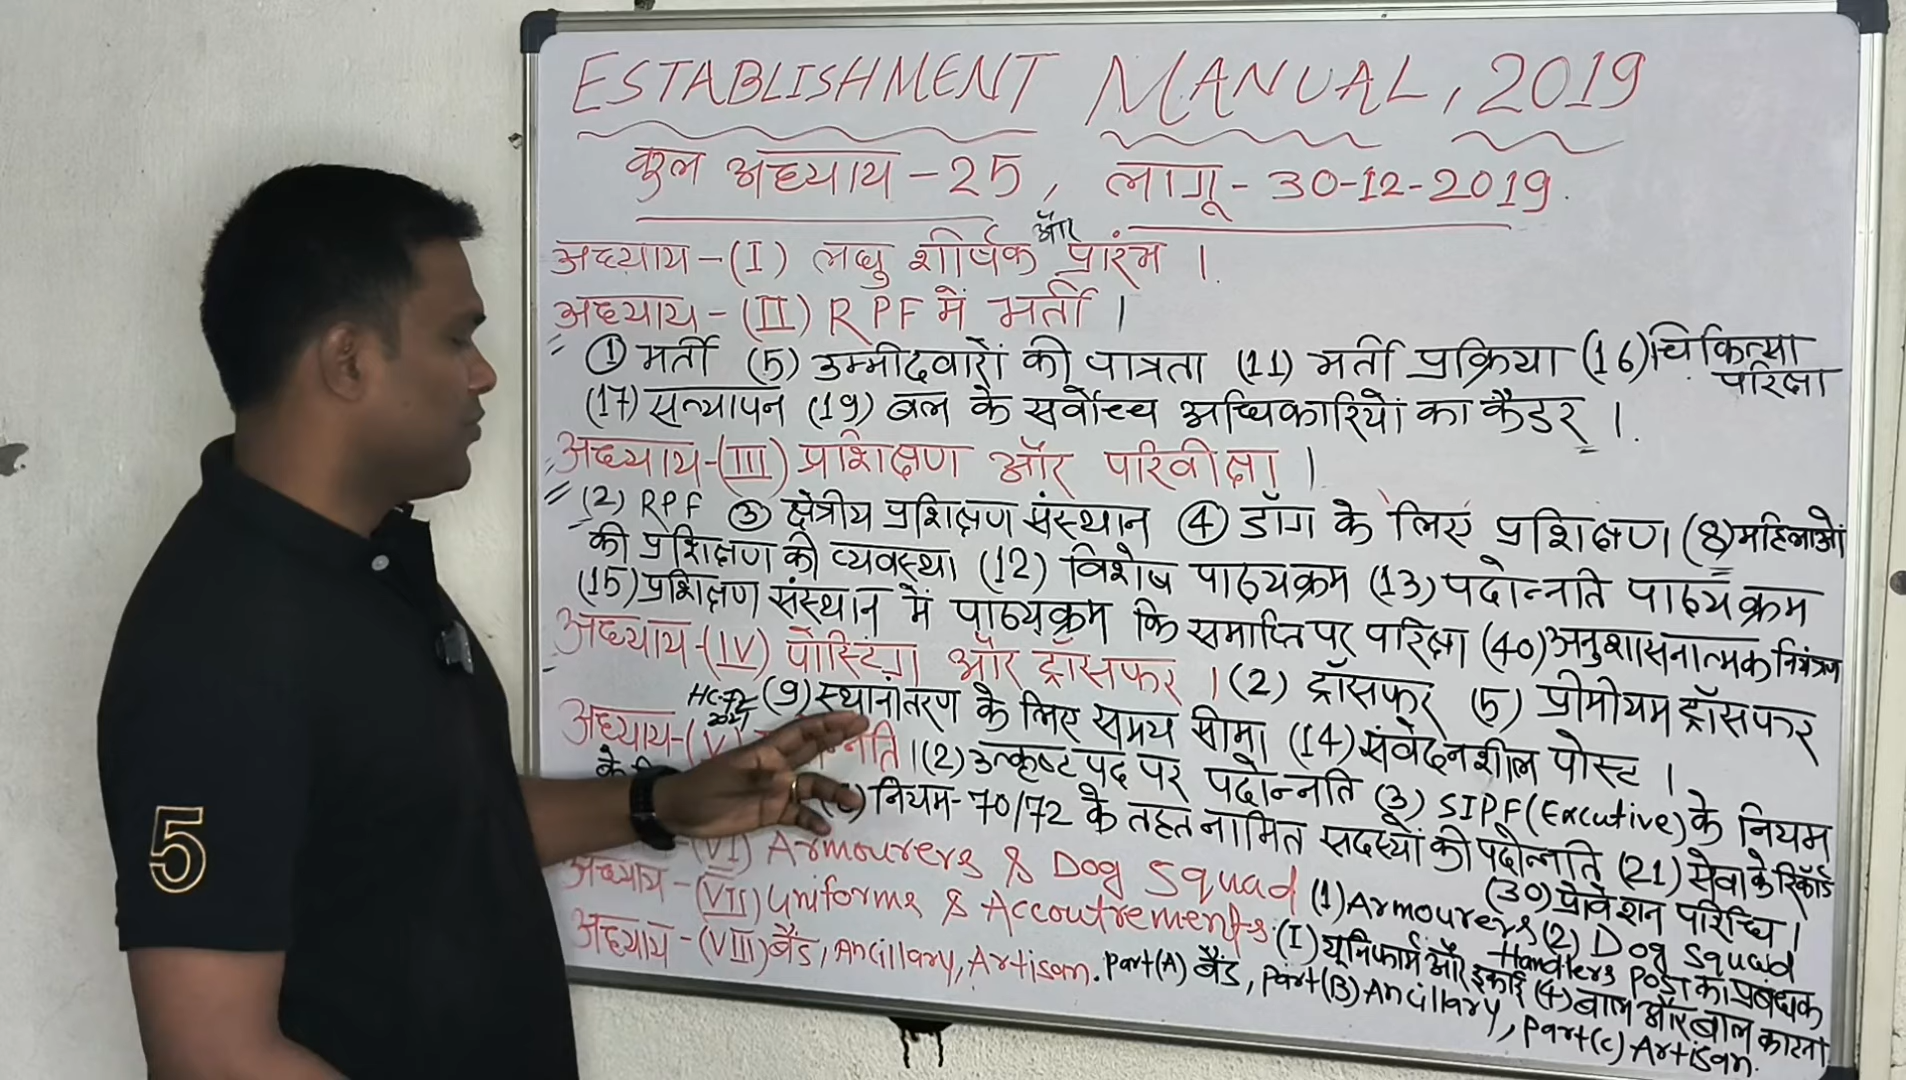 ESTABLISHMENT MANUAL, 2019
कुल अध्याय - 25, लागू - 30-12-2019.
अध्याय - (I) लघु शीर्षक और प्रारंभ ।
अध्याय - (II) RPF में भर्ती ।
① भर्ती (5) उम्मीदवारों की पात्रता (11) भर्ती प्रक्रिया (16) चिकित्सा परिक्षा
(17) सत्यापन (19) बल के सर्वोच्च अधिकारियों का कैडर ।
अध्याय - (III) प्रशिक्षण और परिवीक्षा ।
(2) RPF ③ क्षेत्रीय प्रशिक्षण संस्थान ④ डॉग के लिए प्रशिक्षण (8) महिलाओं
की प्रशिक्षण की व्यवस्था (12) विशेष पाठ्यक्रम (13) पदोन्नति पाठ्यक्रम
(15) प्रशिक्षण संस्थान में पाठ्यक्रम कि समाप्ति पर परिक्षा (40) अनुशासनात्मक नियंत्रण
अध्याय - (IV) पोस्टिंग और ट्रॉसफर । (2) ट्रॉसफर (5) प्रीमीयम ट्रॉसफर
(9) स्थानांतरण के लिए समय सीमा (14) संवेदनशील पोस्ट ।
अध्याय - (V) न्नति । (2) उत्कृष्ट पद पर पदोन्नति (3) SIPF (Excutive) के नियम
के नियम - 70/72 के तहत नामित सदस्यों की पदोन्नति (21) सेवा के रिकॉर्ड
(30) प्रोवेशन परिधि ।
(VI) Armourers & Dog Squad (1) Armourers (2) Dog Squad Handlers Post का प्रबंधक
अध्याय - (VII) Uniforms & Accoutrements. (I) यूनिफार्म और इकाई (4) बाल और बाल काटना
अध्याय - (VIII) बैंड, Ancillary, Artisan. Part(A) बैंड, Part(B) Ancillary, Part(C) Artisan.
5